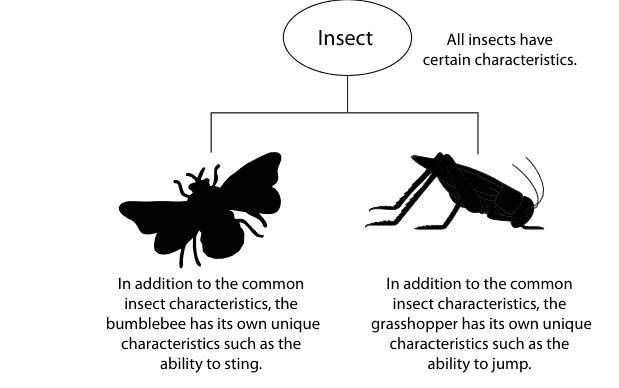 Insect
All insects have
certain characteristics.
In addition to the common
insect characteristics, the
bumblebee has its own unique
characteristics such as the
ability to sting.
In addition to the common
insect characteristics, the
grasshopper has its own unique
characteristics such as the
ability to jump.